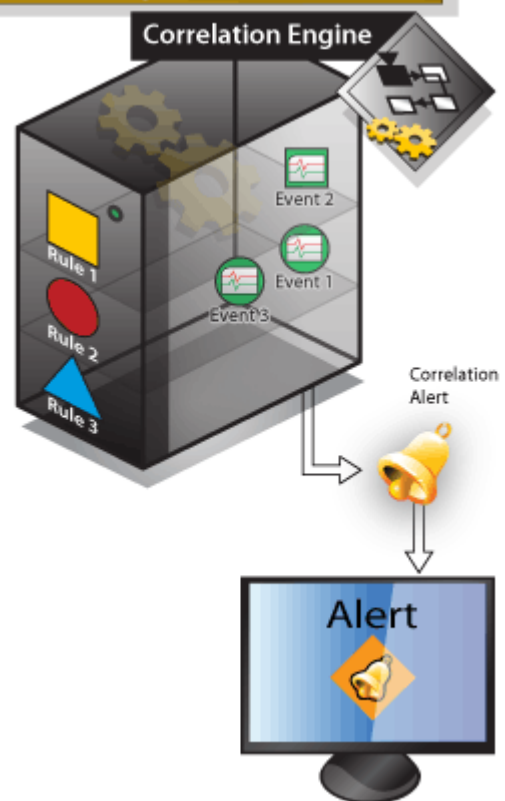 Correlation Engine
Event 2
Event 1
Event 3
Rule 1
Rule 2
Rule 3
Correlation
Alert
Alert